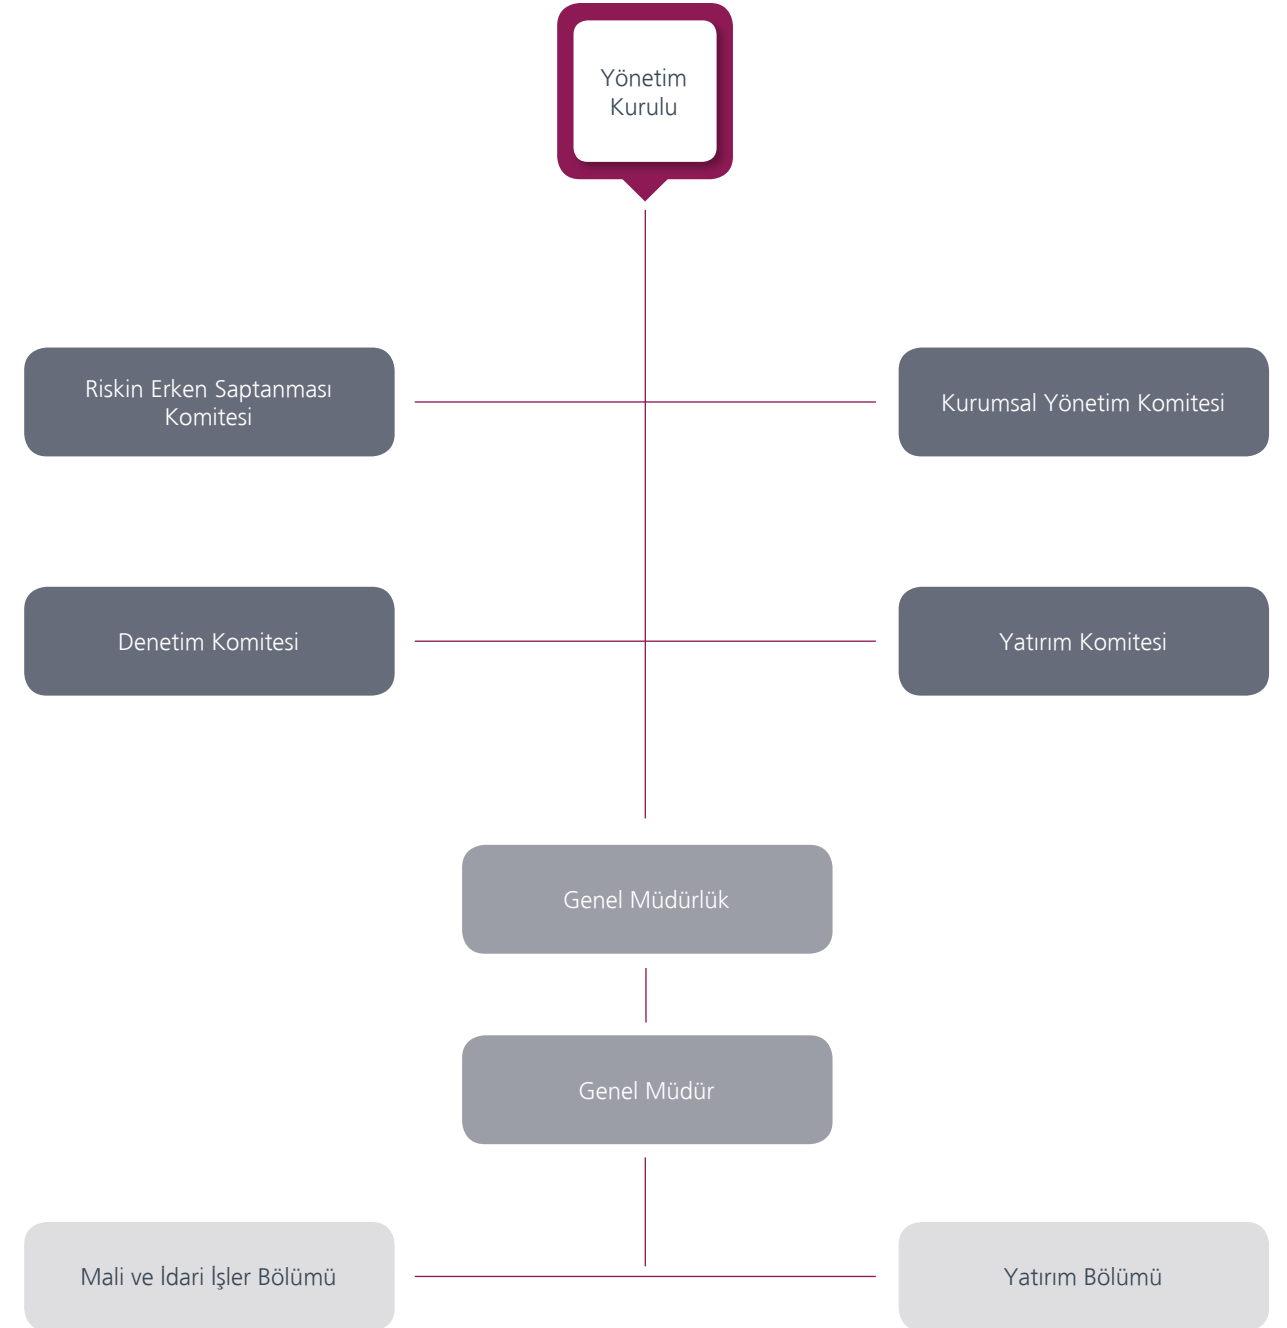 Yönetim
Kurulu
Riskin Erken Saptanması
Komitesi
Kurumsal Yönetim Komitesi
Denetim Komitesi
Yatırım Komitesi
Genel Müdürlük
Genel Müdür
Mali ve İdari İşler Bölümü
Yatırım Bölümü